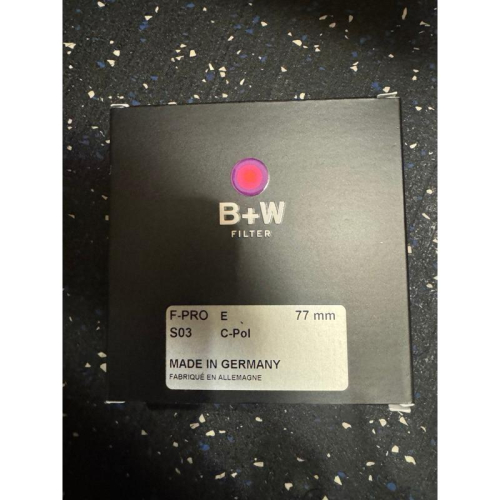 B+W
FILTER
F-PRO E 77 mm
S03 C-Pol
MADE IN GERMANY
FABRIQUÉ EN ALLEMAGNE